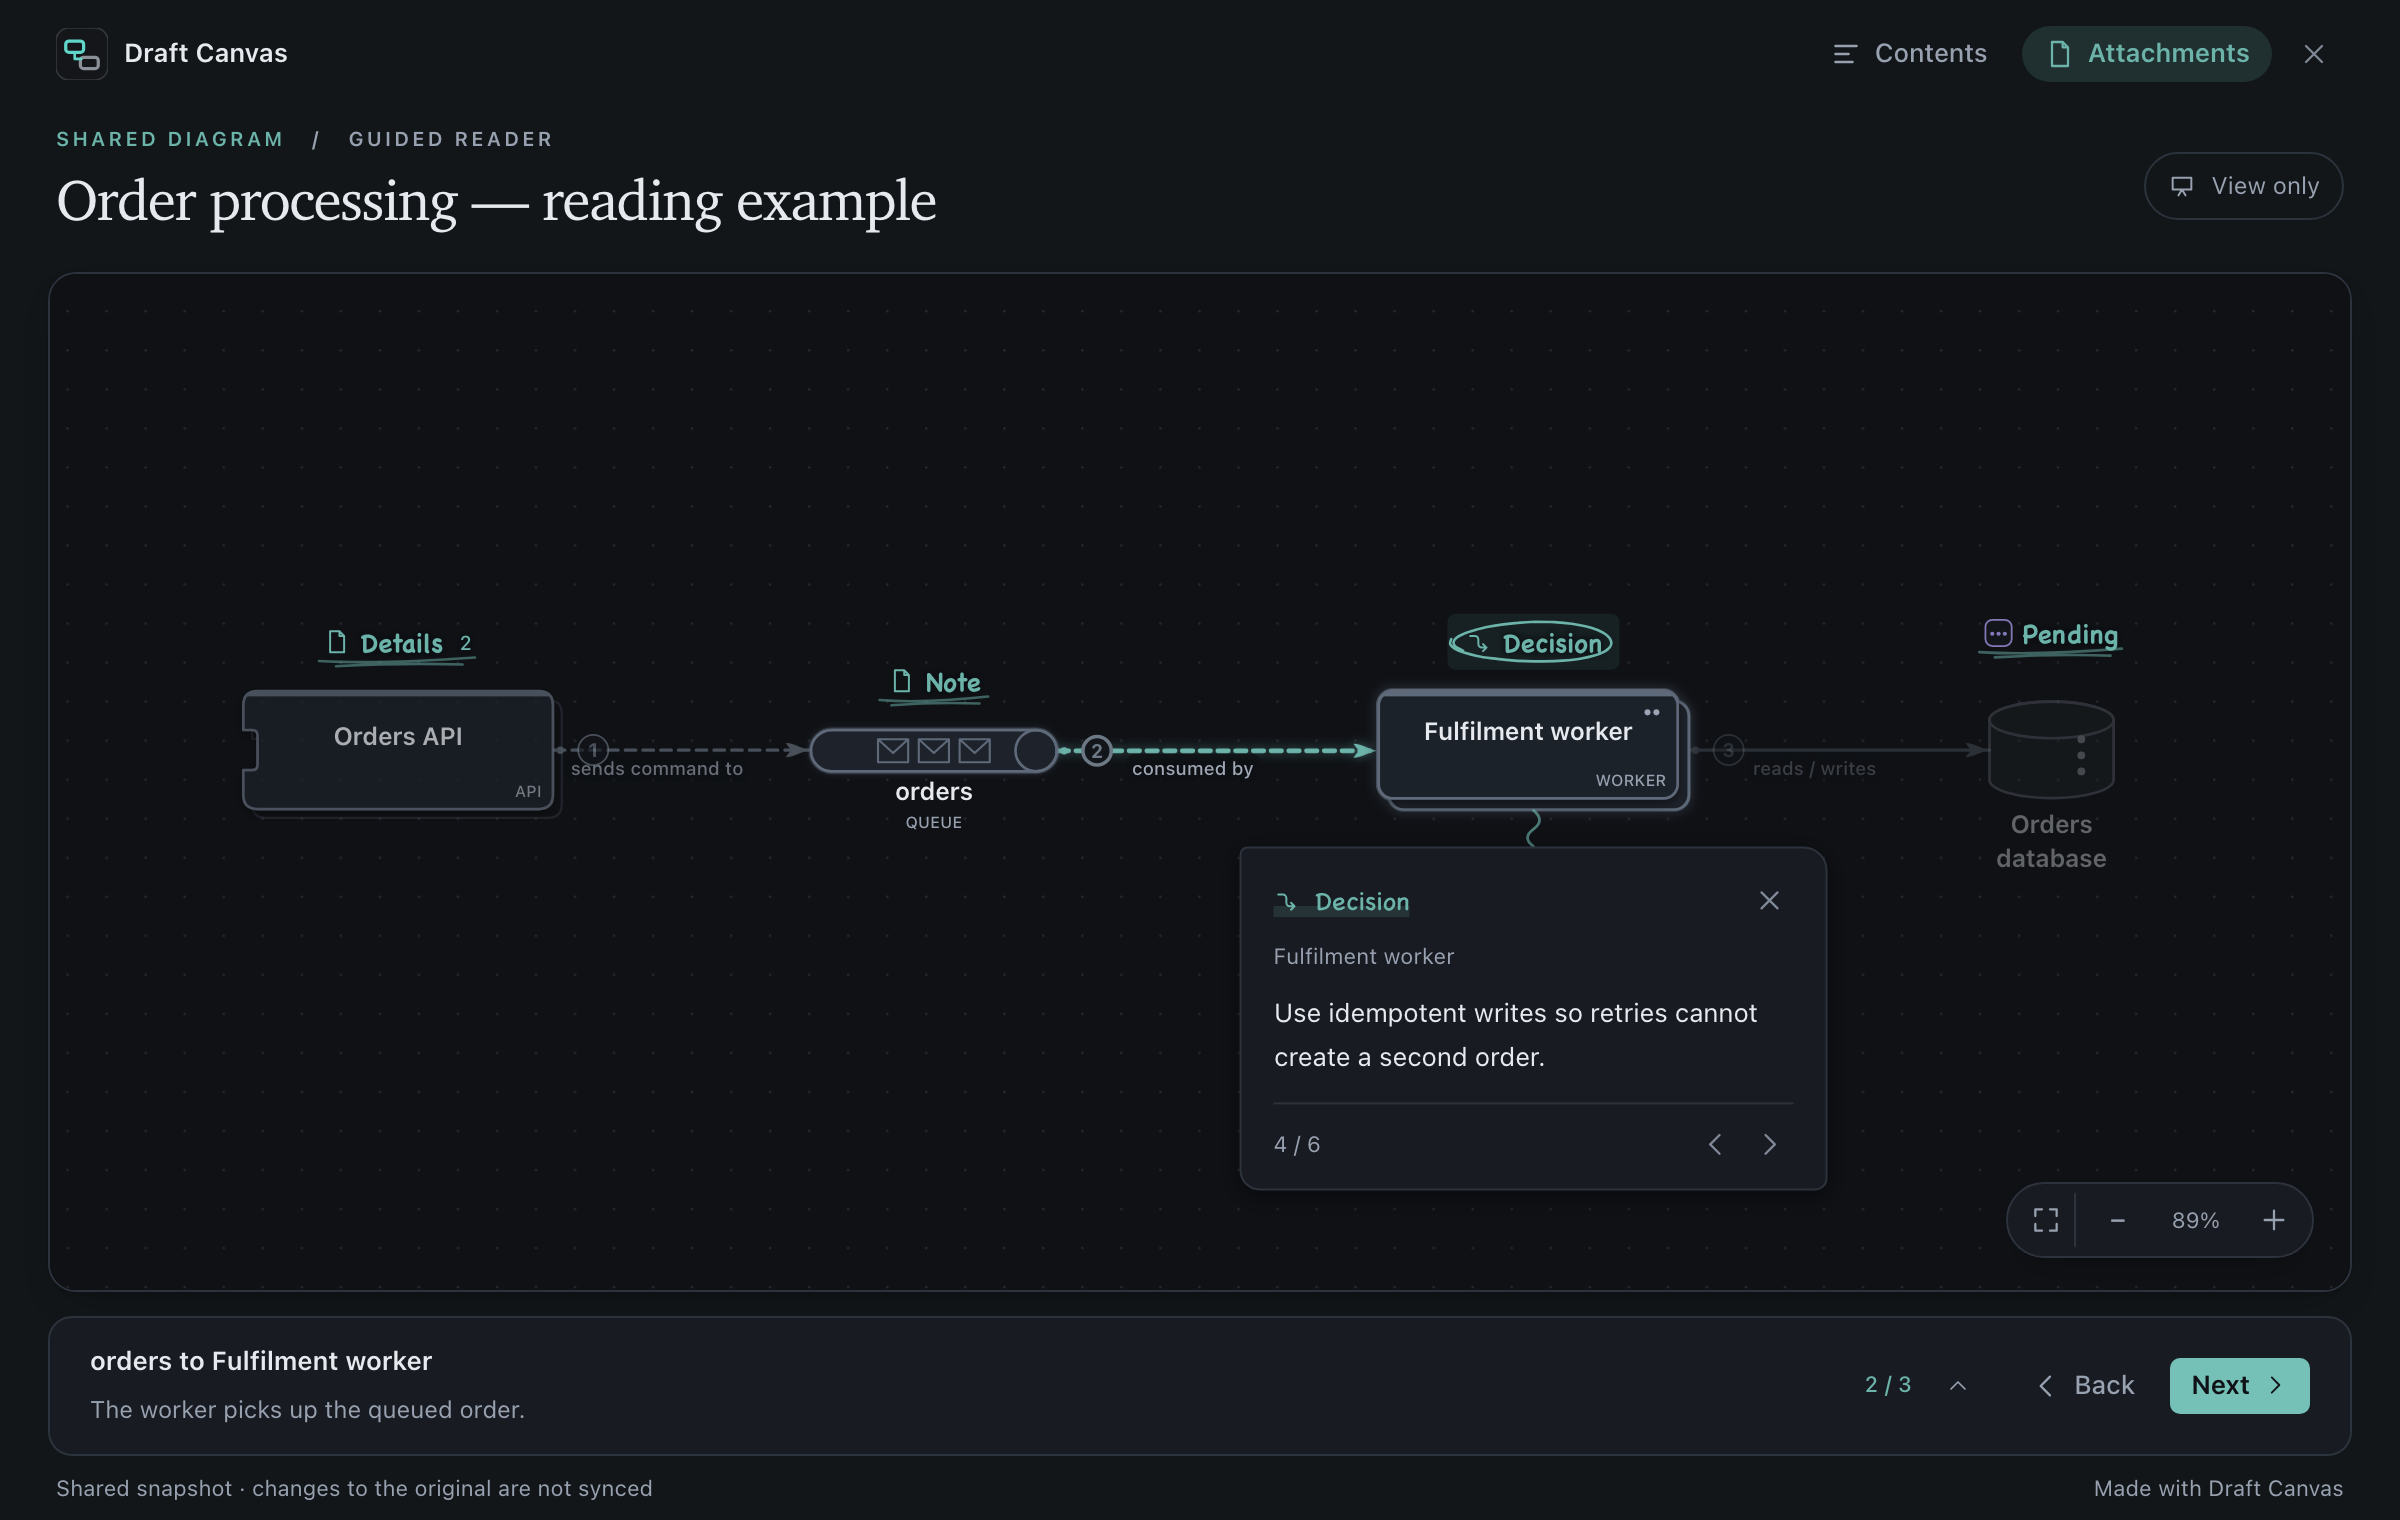 Draft Canvas
Contents
Attachments
SHARED DIAGRAM / GUIDED READER
Order processing — reading example
View only
Details 2
Note
Decision
Pending
Orders API
API
1
sends command to
orders
QUEUE
2
consumed by
Fulfilment worker
WORKER
3
reads / writes
Orders
database
Decision
Fulfilment worker
Use idempotent writes so retries cannot
create a second order.
4 / 6
89%
orders to Fulfilment worker
The worker picks up the queued order.
2 / 3
Back
Next
Shared snapshot · changes to the original are not synced
Made with Draft Canvas